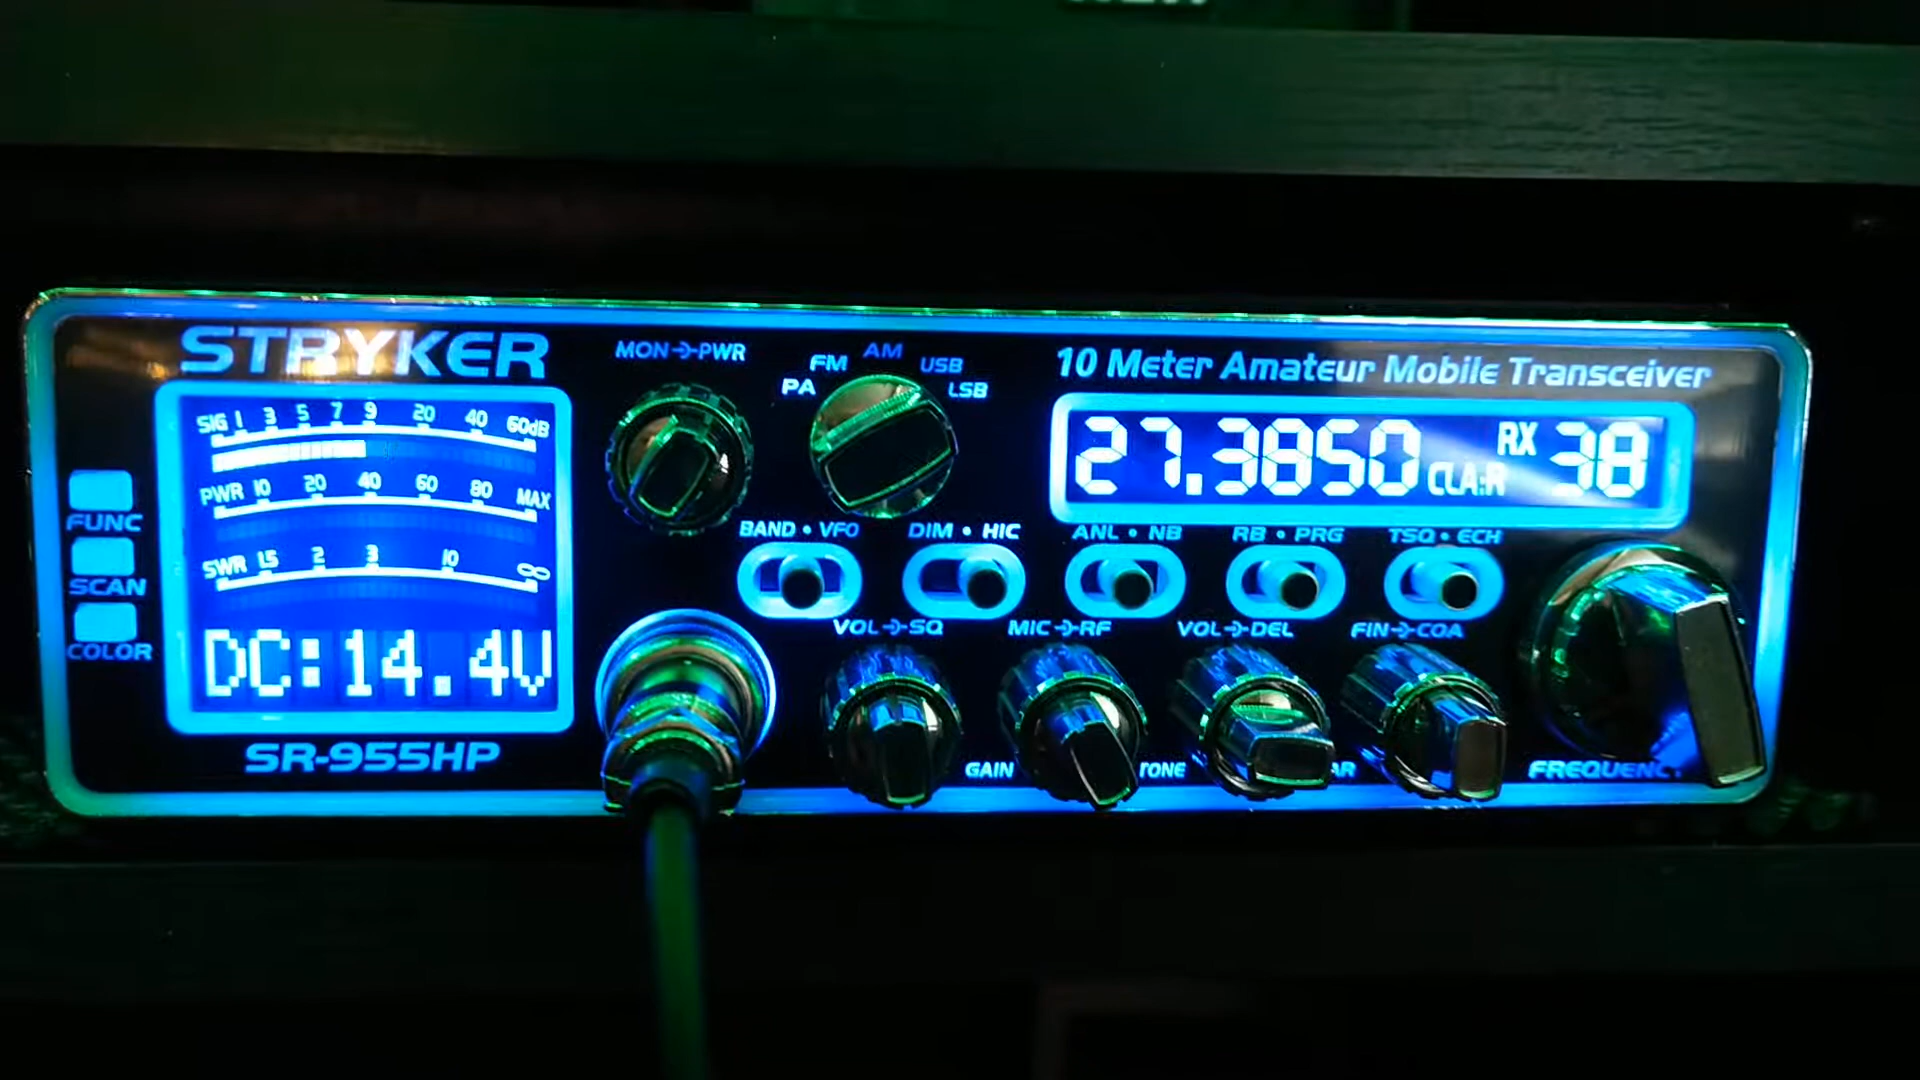 STRYKER
SIG 1 3 5 7 9 20 40 60dB
PWR 10 20 40 60 80 MAX
SWR 1.5 2 3 10 ∞
DC:14.4V
SR-955HP
FUNC
SCAN
COLOR
MON→PWR
PA FM AM USB LSB
10 Meter Amateur Mobile Transceiver
27.3850 CLA:R RX 38
BAND • VFO DIM • HIC ANL • NB RB • PRG TSQ • ECH
VOL→SQ MIC→RF VOL→DEL FIN→COA
GAIN